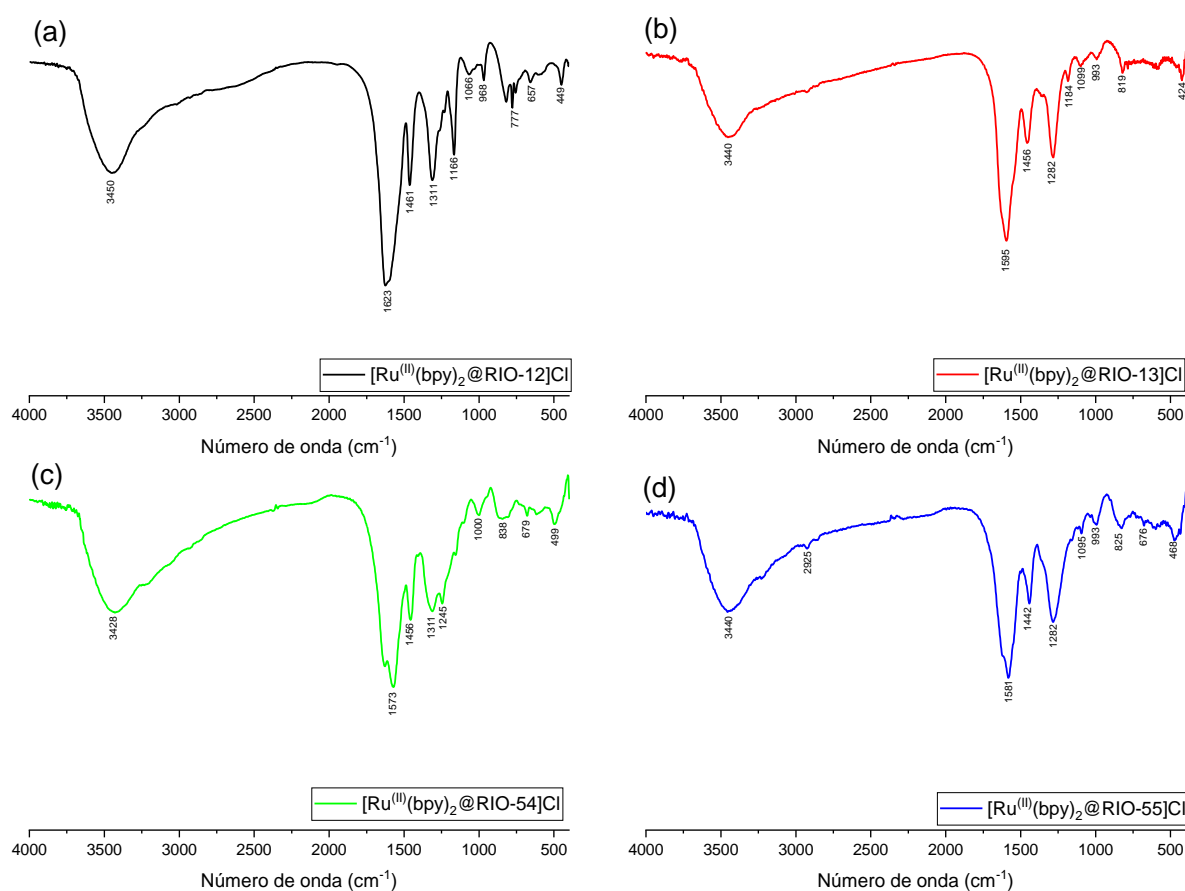 (a)
3450
1623
1461
1311
1166
1066
968
777
657
449
[Ru(II)(bpy)2@RIO-12]Cl
4000 3500 3000 2500 2000 1500 1000 500
Número de onda (cm-1)
(b)
3440
1595
1456
1282
1184
1099
993
819
424
[Ru(II)(bpy)2@RIO-13]Cl
4000 3500 3000 2500 2000 1500 1000 500
Número de onda (cm-1)
(c)
3428
1573
1456
1311
1245
1000
838
679
499
[Ru(II)(bpy)2@RIO-54]Cl
4000 3500 3000 2500 2000 1500 1000 500
Número de onda (cm-1)
(d)
3440
2925
1581
1442
1282
1095
993
825
676
468
[Ru(II)(bpy)2@RIO-55]Cl
4000 3500 3000 2500 2000 1500 1000 500
Número de onda (cm-1)